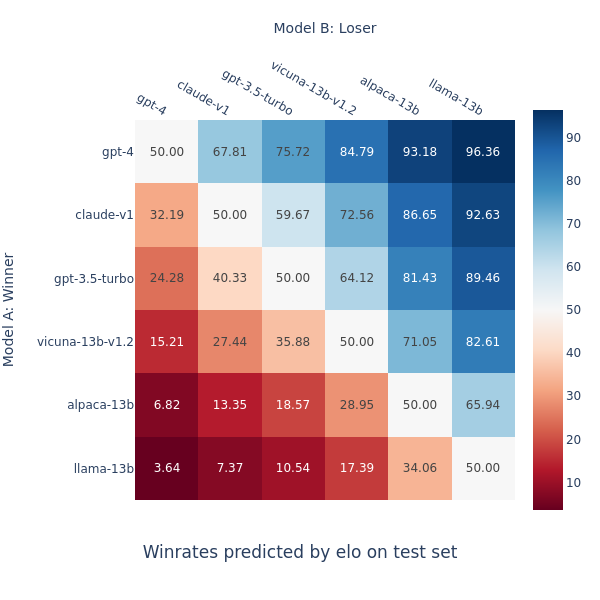 Model B: Loser
gpt-4
claude-v1
gpt-3.5-turbo
vicuna-13b-v1.2
alpaca-13b
llama-13b
Model A: Winner
gpt-4 50.00 67.81 75.72 84.79 93.18 96.36
claude-v1 32.19 50.00 59.67 72.56 86.65 92.63
gpt-3.5-turbo 24.28 40.33 50.00 64.12 81.43 89.46
vicuna-13b-v1.2 15.21 27.44 35.88 50.00 71.05 82.61
alpaca-13b 6.82 13.35 18.57 28.95 50.00 65.94
llama-13b 3.64 7.37 10.54 17.39 34.06 50.00
90
80
70
60
50
40
30
20
10
Winrates predicted by elo on test set